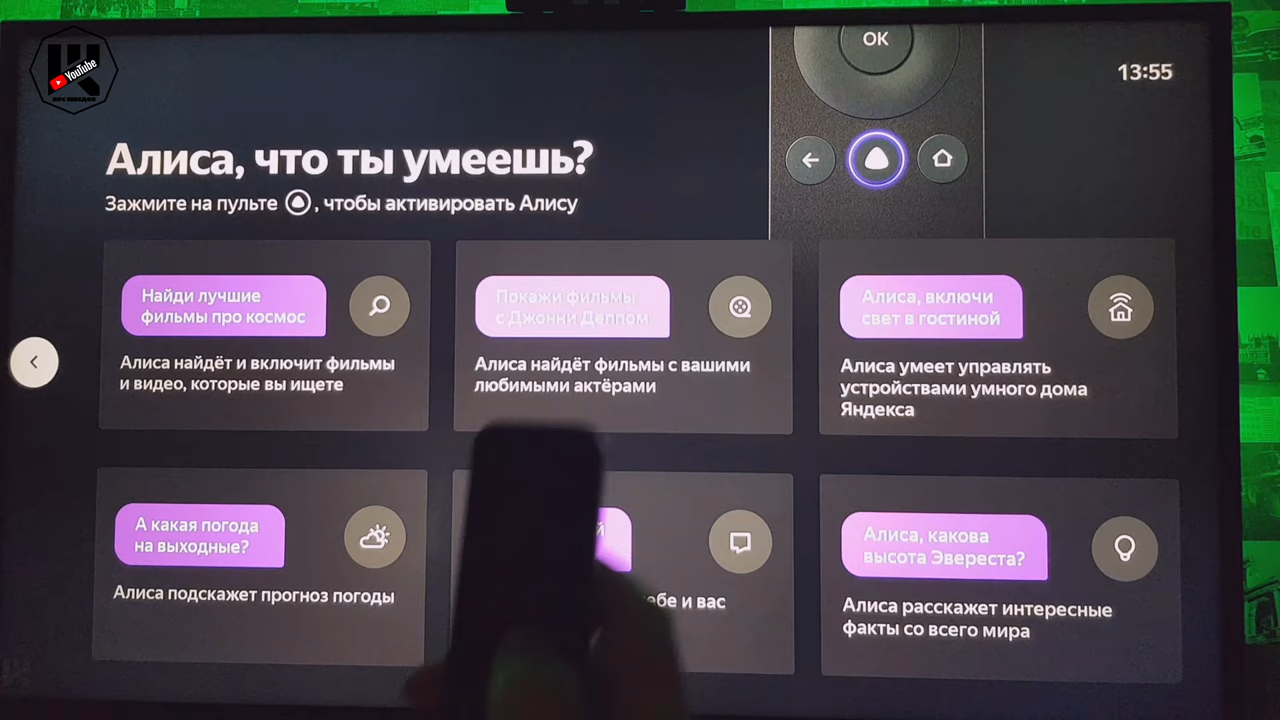 YouTube
OK
13:55
Алиса, что ты умеешь?
Зажмите на пульте , чтобы активировать Алису
Найди лучшие
фильмы про космос
Алиса найдёт и включит фильмы
и видео, которые вы ищете
Покажи фильмы
с Джонни Деппом
Алиса найдёт фильмы с вашими
любимыми актёрами
Алиса, включи
свет в гостиной
Алиса умеет управлять
устройствами умного дома
Яндекса
А какая погода
на выходные?
Алиса подскажет прогноз погоды
и вас
Алиса, какова
высота Эвереста?
Алиса расскажет интересные
факты со всего мира